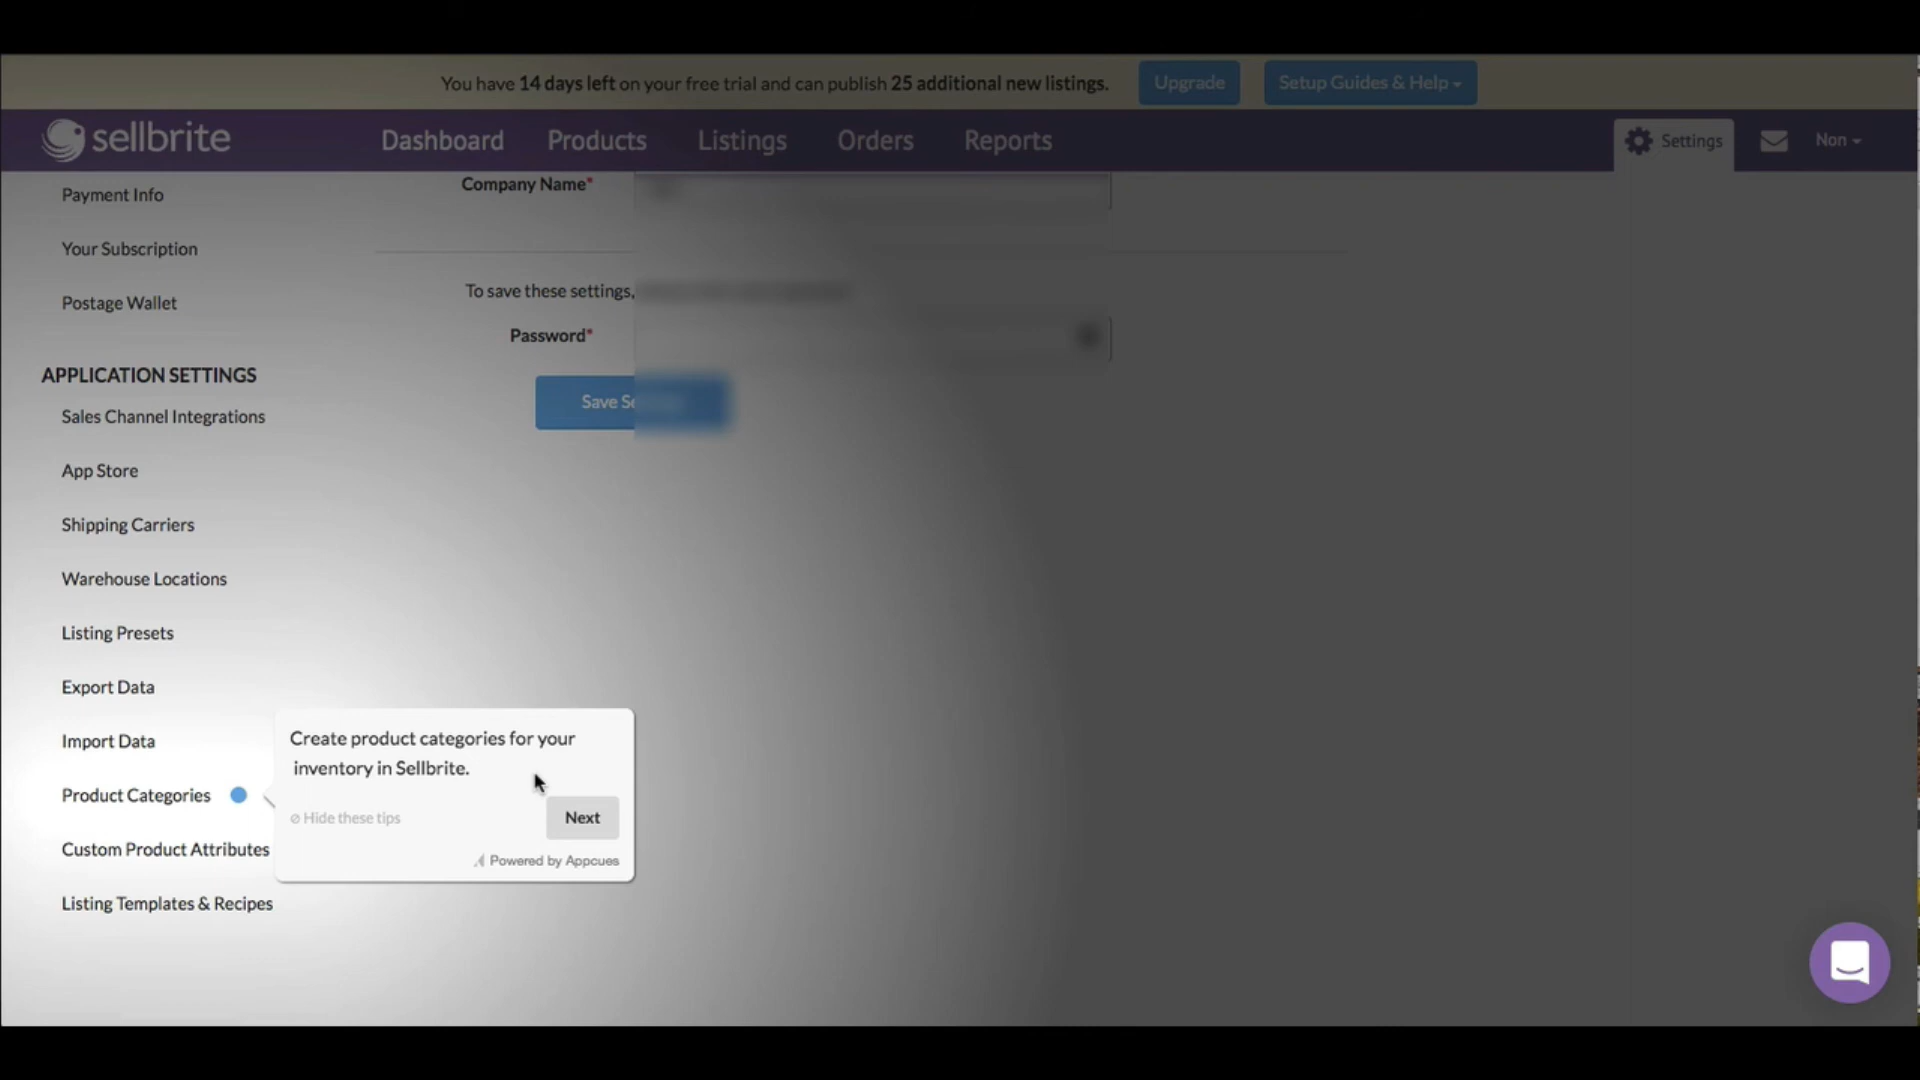 You have 14 days left on your free trial and can publish 25 additional new listings.
Upgrade
Setup Guides & Help
sellbrite
Dashboard
Products
Listings
Orders
Reports
Settings
Non
Payment Info
Your Subscription
Postage Wallet
APPLICATION SETTINGS
Sales Channel Integrations
App Store
Shipping Carriers
Warehouse Locations
Listing Presets
Export Data
Import Data
Product Categories
Custom Product Attributes
Listing Templates & Recipes
Company Name*
To save these settings,
Password*
Save
Create product categories for your
inventory in Sellbrite.
Hide these tips
Next
Powered by Appcues